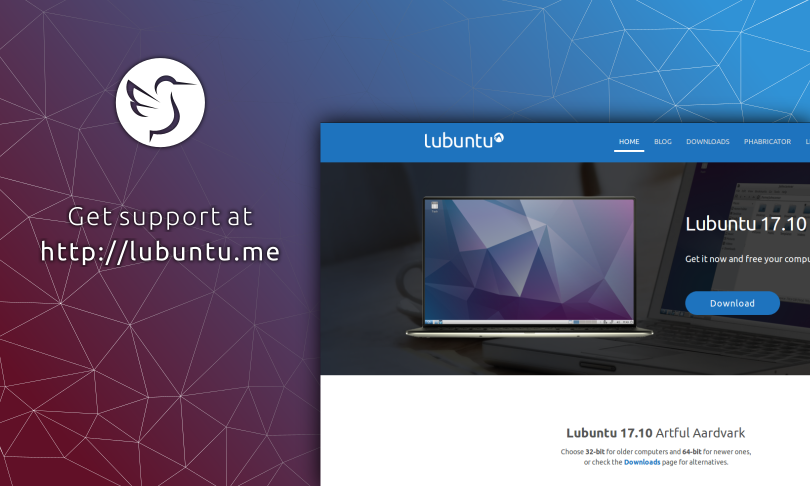 Get support at
http://lubuntu.me
Lubuntu
HOME BLOG DOWNLOADS PHABRICATOR
Lubuntu 17.10
Get it now and free your
Download
Lubuntu 17.10 Artful Aardvark
Choose 32-bit for older computers and 64-bit for newer ones,
or check the Downloads page for alternatives.